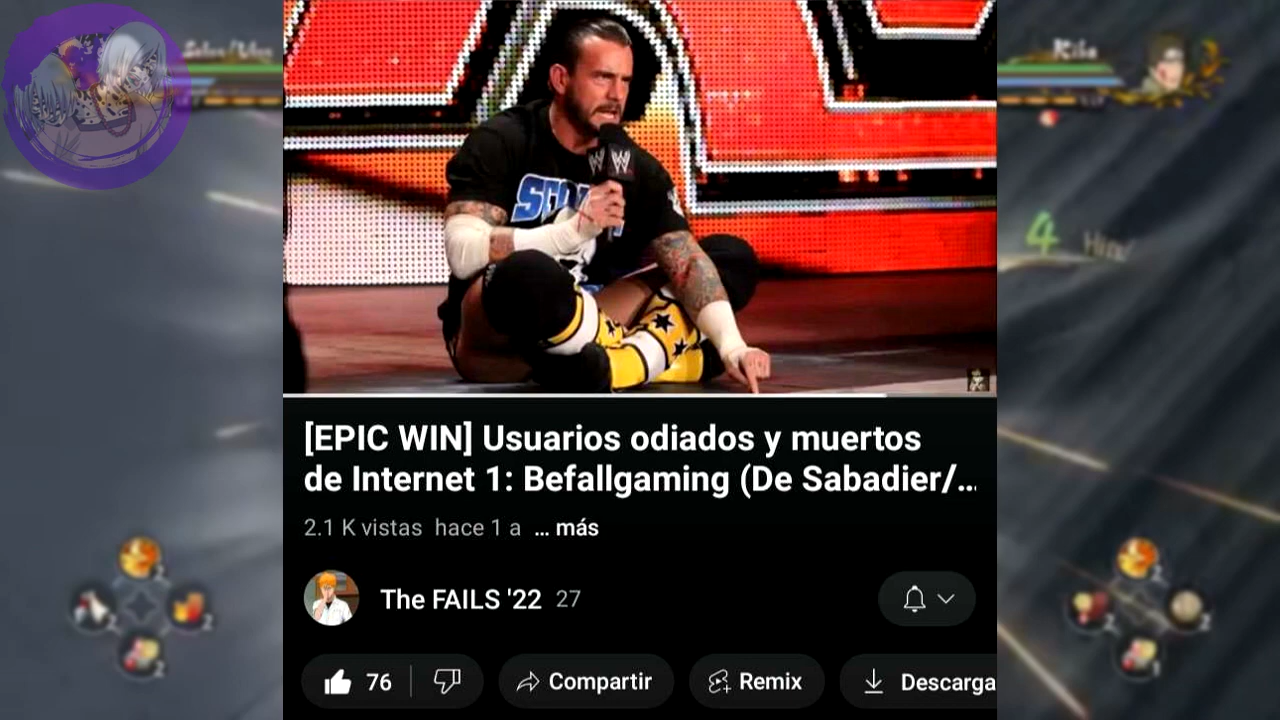 [EPIC WIN] Usuarios odiados y muertos
de Internet 1: Befallgaming (De Sabadier/...
2.1 K vistas hace 1 a ... más
The FAILS '22 27
76
Compartir
Remix
Descarga
4